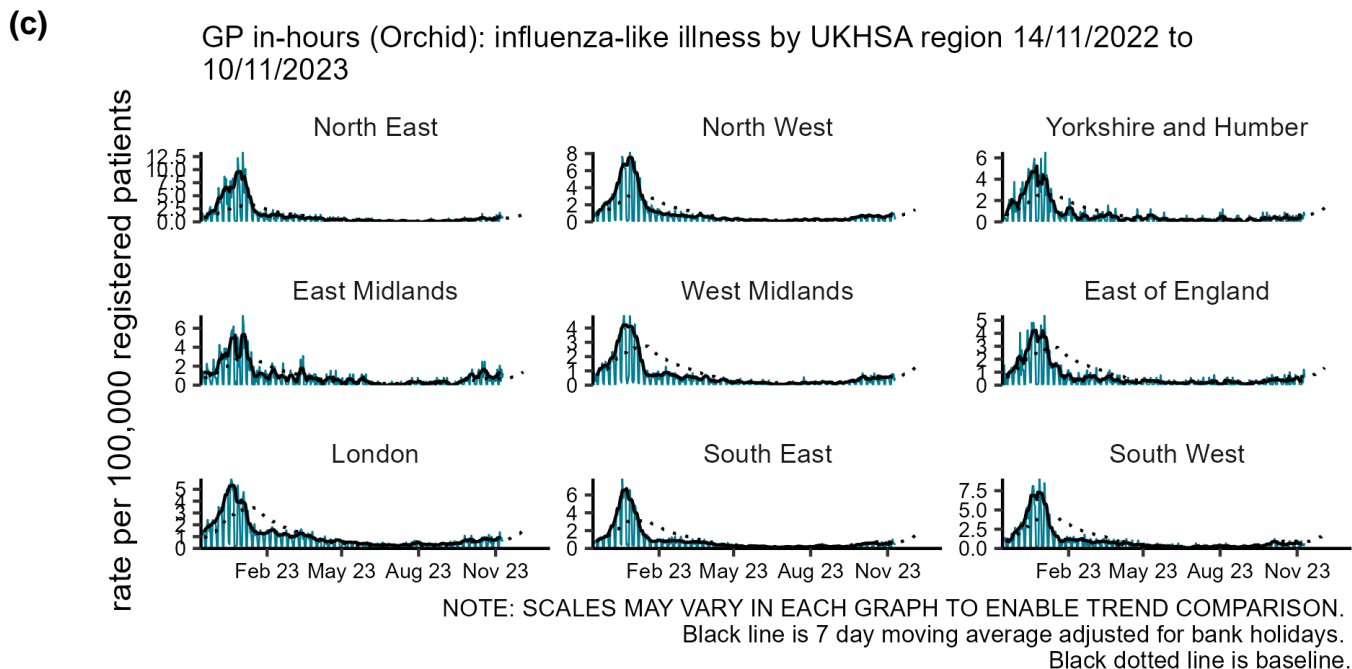 (c)
GP in-hours (Orchid): influenza-like illness by UKHSA region 14/11/2022 to
10/11/2023
rate per 100,000 registered patients
North East
12.5
10.0
7.5
5.0
2.5
0.0
North West
8
6
4
2
0
Yorkshire and Humber
6
4
2
0
East Midlands
6
4
2
0
West Midlands
4
3
2
1
0
East of England
5
4
3
2
1
0
London
5
4
3
2
1
0
South East
6
4
2
0
South West
7.5
5.0
2.5
0.0
Feb 23 May 23 Aug 23 Nov 23
Feb 23 May 23 Aug 23 Nov 23
Feb 23 May 23 Aug 23 Nov 23
NOTE: SCALES MAY VARY IN EACH GRAPH TO ENABLE TREND COMPARISON.
Black line is 7 day moving average adjusted for bank holidays.
Black dotted line is baseline.